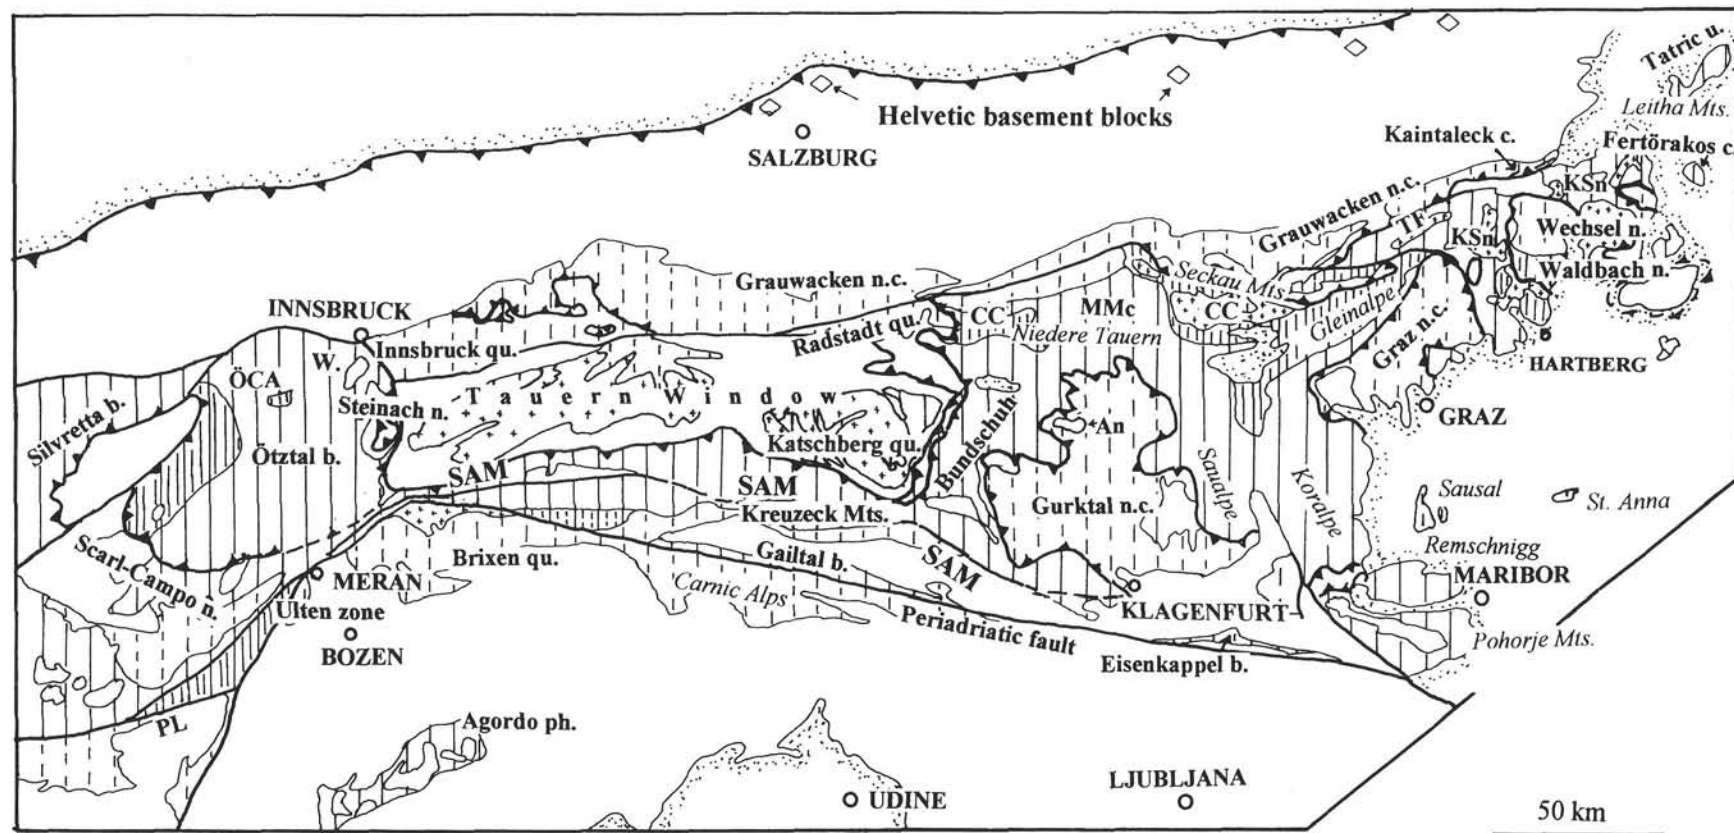 Tatric u.
Leitha Mts.
Helvetic basement blocks
SALZBURG
Kaintaleck c.
Fertörakos c.
KSn
Grauwacken n.c.
TF
KSn
Wechsel n.
Waldbach n.
Grauwacken n.c.
Seckau Mts.
INNSBRUCK
Innsbruck qu.
Radstadt qu.
CC
MMc
CC
Niedere Tauern
Gleinalpe
Graz n.c.
HARTBERG
W.
ÖCA
Steinach n.
Tauern Window
GRAZ
Silvretta b.
Ötztal b.
Katschberg qu.
Bundschuh
An
SAM
SAM
Kreuzeck Mts.
Gurktal n.c.
Saualpe
Koralpe
Sausal
St. Anna
Scarl-Campo n.
Brixen qu.
Gailtal b.
SAM
Remschnigg
MERAN
Carnic Alps
KLAGENFURT
MARIBOR
Ulten zone
Periadriatic fault
BOZEN
Eisenkappel b.
Pohorje Mts.
PL
Agordo ph.
UDINE
LJUBLJANA
50 km